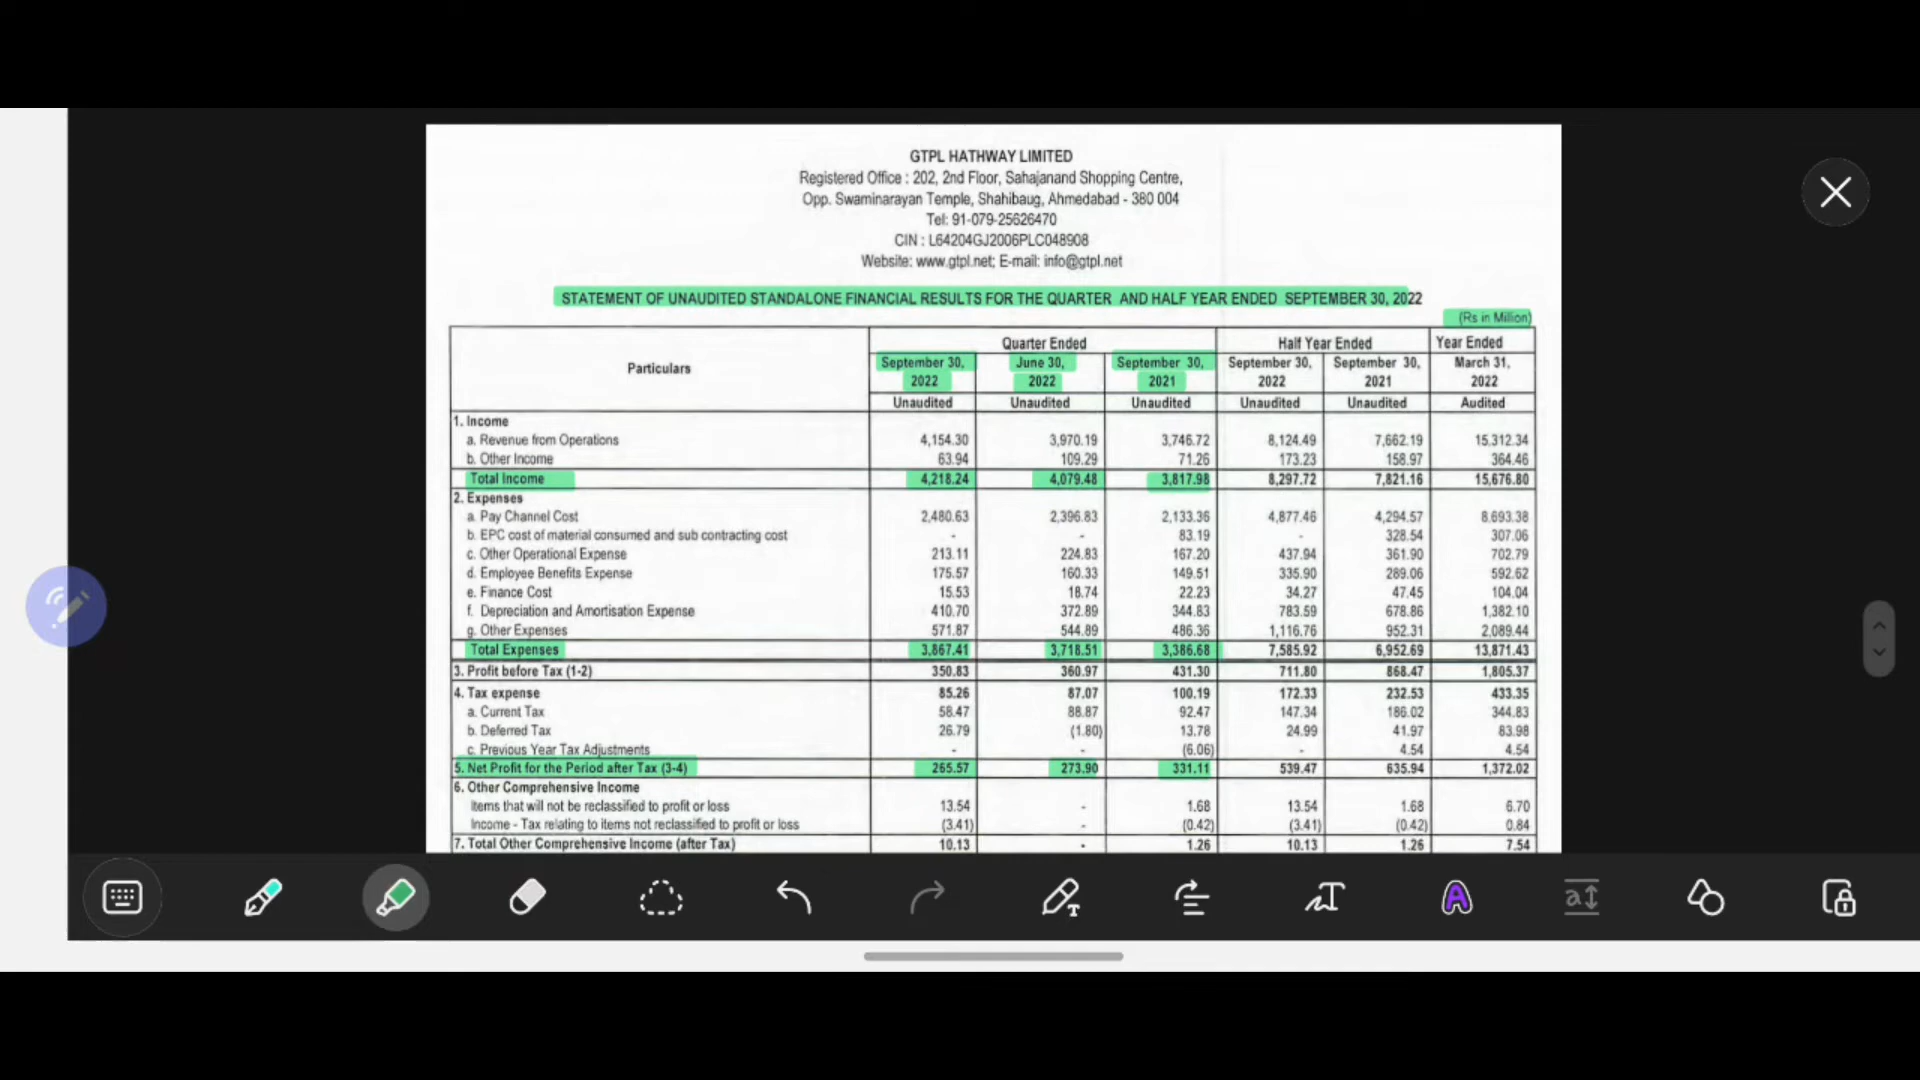 GTPL HATHWAY LIMITED
Registered Office : 202, 2nd Floor, Sahajanand Shopping Centre,
Opp. Swaminarayan Temple, Shahibaug, Ahmedabad - 380 004
Tel: 91-079-25626470
CIN : L64204GJ2006PLC048908
Website: www.gtpl.net; E-mail: info@gtpl.net
STATEMENT OF UNAUDITED STANDALONE FINANCIAL RESULTS FOR THE QUARTER AND HALF YEAR ENDED SEPTEMBER 30, 2022
(Rs in Million)
Particulars Quarter Ended Half Year Ended Year Ended
September 30, June 30, September 30, September 30, September 30, March 31,
2022 2022 2021 2022 2021 2022
Unaudited Unaudited Unaudited Unaudited Unaudited Audited
1. Income
a. Revenue from Operations 4,154.30 3,970.19 3,746.72 8,124.49 7,662.19 15,312.34
b. Other Income 63.94 109.29 71.26 173.23 158.97 364.46
Total Income 4,218.24 4,079.48 3,817.98 8,297.72 7,821.16 15,676.80
2. Expenses
a. Pay Channel Cost 2,480.63 2,396.83 2,133.36 4,877.46 4,294.57 8,693.38
b. EPC cost of material consumed and sub contracting cost - - 83.19 - 328.54 307.06
c. Other Operational Expense 213.11 224.83 167.20 437.94 361.90 702.79
d. Employee Benefits Expense 175.57 160.33 149.51 335.90 289.06 592.62
e. Finance Cost 15.53 18.74 22.23 34.27 47.45 104.04
f. Depreciation and Amortisation Expense 410.70 372.89 344.83 783.59 678.86 1,382.10
g. Other Expenses 571.87 544.89 486.36 1,116.76 952.31 2,089.44
Total Expenses 3,867.41 3,718.51 3,386.68 7,585.92 6,952.69 13,871.43
3. Profit before Tax (1-2) 350.83 360.97 431.30 711.80 868.47 1,805.37
4. Tax expense 85.26 87.07 100.19 172.33 232.53 433.35
a. Current Tax 58.47 88.87 92.47 147.34 186.02 344.83
b. Deferred Tax 26.79 (1.80) 13.78 24.99 41.97 83.98
c. Previous Year Tax Adjustments - - (6.06) - 4.54 4.54
5. Net Profit for the Period after Tax (3-4) 265.57 273.90 331.11 539.47 635.94 1,372.02
6. Other Comprehensive Income
Items that will not be reclassified to profit or loss 13.54 - 1.68 13.54 1.68 6.70
Income - Tax relating to items not reclassified to profit or loss (3.41) - (0.42) (3.41) (0.42) 0.84
7. Total Other Comprehensive Income (after Tax) 10.13 - 1.26 10.13 1.26 7.54